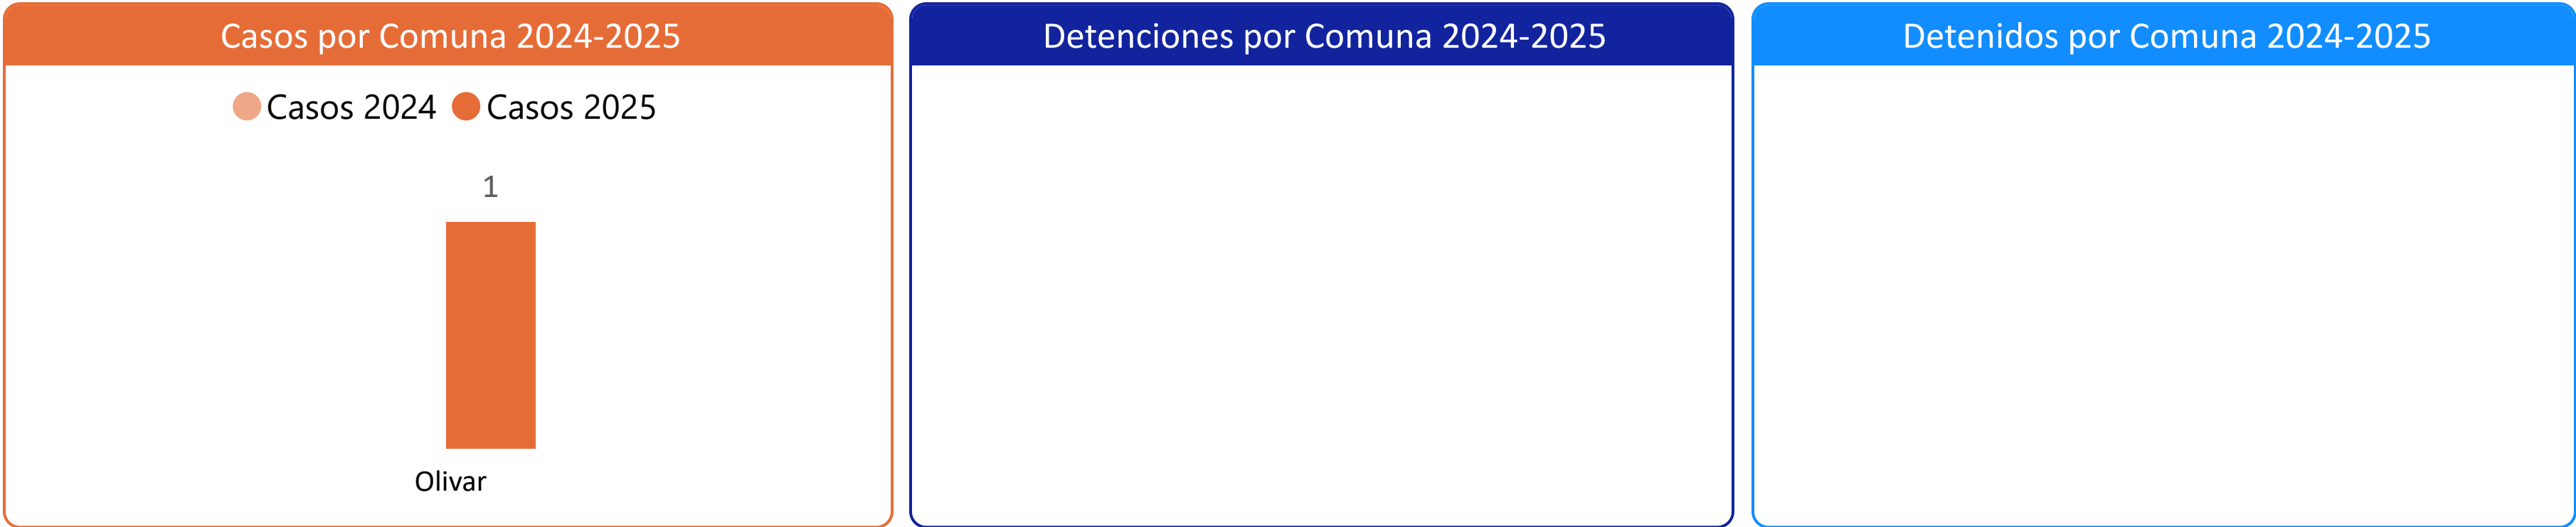 Casos por Comuna 2024-2025
Casos 2024 Casos 2025
1
Olivar
Detenciones por Comuna 2024-2025
Detenidos por Comuna 2024-2025